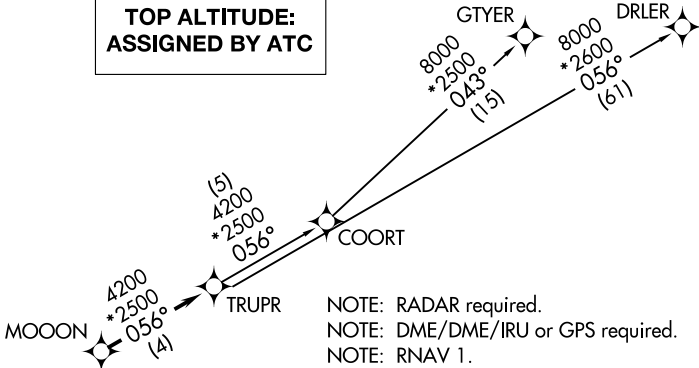 TOP ALTITUDE:
ASSIGNED BY ATC
GTYER
DRLER
8000
*2500
043°
(15)
8000
*2600
056°
(61)
(5)
4200
*2500
056°
COORT
4200
*2500
056°
(4)
TRUPR
MOOON
NOTE: RADAR required.
NOTE: DME/DME/IRU or GPS required.
NOTE: RNAV 1.